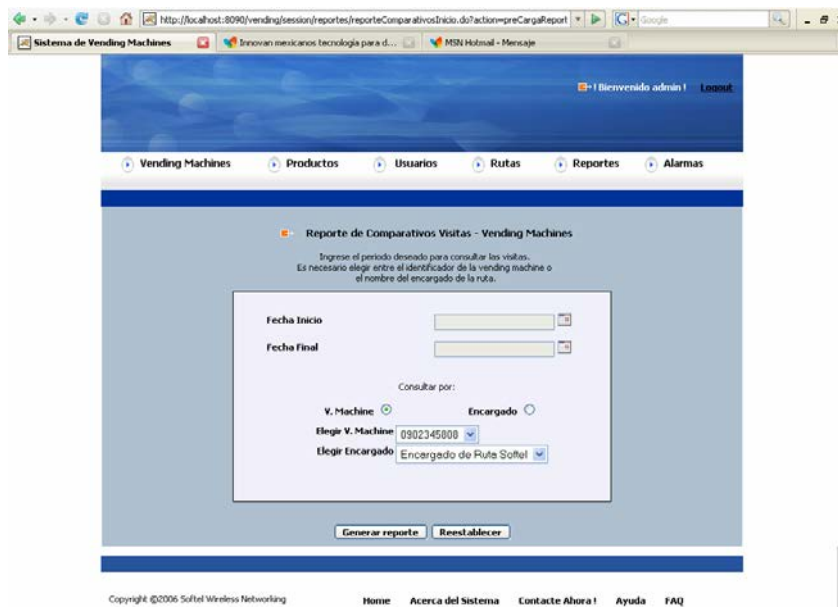 http://localhost:8090/vending/session/reportes/reporteComparativosInicio.do?action=preCargaReport
Google
Sistema de Vending Machines
Innovan mexicanos tecnología para d...
MSN Hotmail - Mensaje
! Bienvenido admin !
Logout
Vending Machines
Productos
Usuarios
Rutas
Reportes
Alarmas
Reporte de Comparativos Visitas - Vending Machines
Ingrese el periodo deseado para consultar las visitas.
Es necesario elegir entre el identificador de la vending machine o
el nombre del encargado de la ruta.
Fecha Inicio
Fecha Final
Consultar por:
V. Machine
Encargado
Elegir V. Machine
0902345808
Elegir Encargado
Encargado de Ruta Softel
Generar reporte
Reestablecer
Copyright @2006 Softel Wireless Networking
Home
Acerca del Sistema
Contacte Ahora !
Ayuda
FAQ